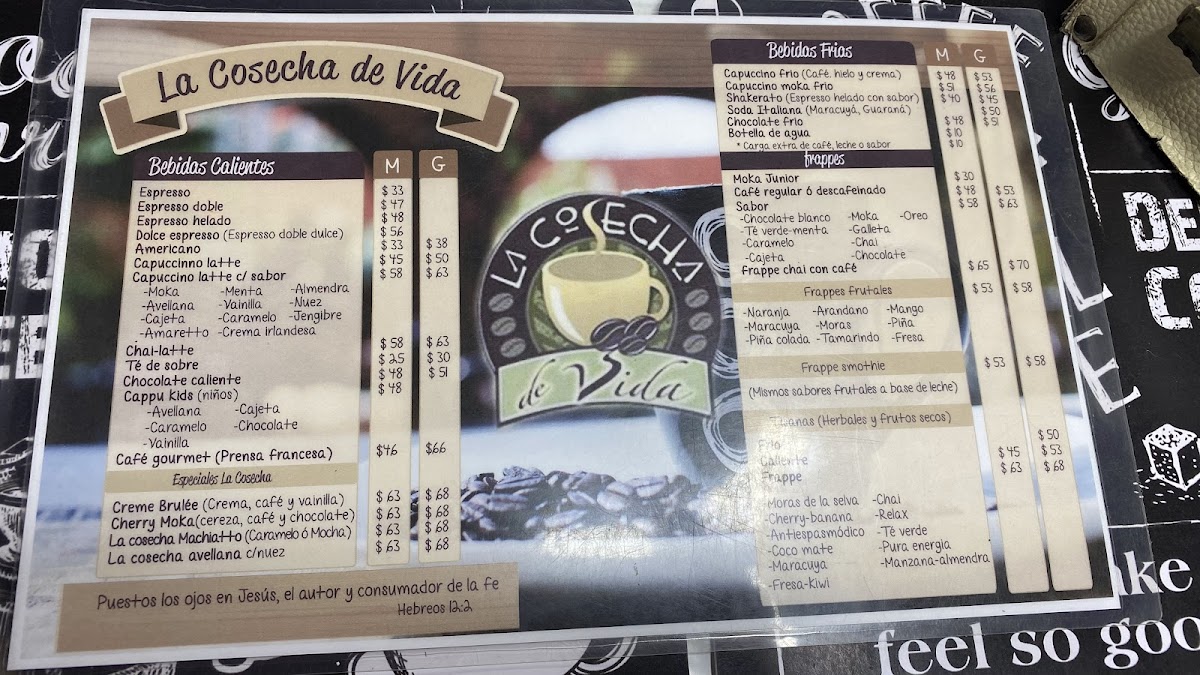 La Cosecha de Vida
Bebidas Calientes M G
Espresso $33
Espresso doble $47
Espresso helado $48
Dolce espresso (Espresso doble dulce) $56
Americano $33 $38
Capuccinno latte $45 $50
Capuccino latte c/ sabor $58 $63
-Moka -Menta -Almendra
-Avellana -Vainilla -Nuez
-Cajeta -Caramelo -Jengibre
-Amaretto -Crema Irlandesa
Chai-latte $58 $63
Té de sobre $25 $30
Chocolate caliente $48 $51
Cappu kids (niños) $48
-Avellana -Cajeta
-Caramelo -Chocolate
-Vainilla
Café gourmet (Prensa francesa) $46 $66
Especiales La Cosecha
Creme Brulée (Crema, café y vainilla) $63 $68
Cherry Moka(cereza, café y chocolate) $63 $68
La cosecha Machiatto (Caramelo ó Mocha) $63 $68
La cosecha avellana c/nuez $63 $68
Puestos los ojos en Jesús, el autor y consumador de la fe
Hebreos 12:2
LA COSECHA
de Vida
Bebidas Frias M G
Capuccino frio (Café, hielo y crema) $48 $53
Capuccino moka frio $51 $56
Shakerato (Espresso helado con sabor) $40 $45
Soda Italiana (Maracuyá, Guaraná) $50
Chocolate frio $48 $51
Botella de agua $10
* Carga extra de café, leche o sabor $10
frappes
Moka Junior $30
Café regular ó descafeinado $48 $53
Sabor $58 $63
-Chocolate blanco -Moka -Oreo
-Tè verde-menta -Galleta
-Caramelo -Chai
-Cajeta -Chocolate
Frappe chai con café $65 $70
Frappes frutales $53 $58
-Naranja -Arandano -Mango
-Maracuya -Moras -Piña
-Piña colada -Tamarindo -Fresa
Frappe smothie $53 $58
(Mismos sabores frutales a base de leche)
(Herbales y frutos secos)
Frio $50
Caliente $45 $53
Frappe $63 $68
-Moras de la selva -Chai
-Cherry-banana -Relax
-Antiespasmódico -Tè verde
-Coco mate -Pura energia
-Maracuya -Manzana-almendra
-Fresa-kiwi
feel so goo